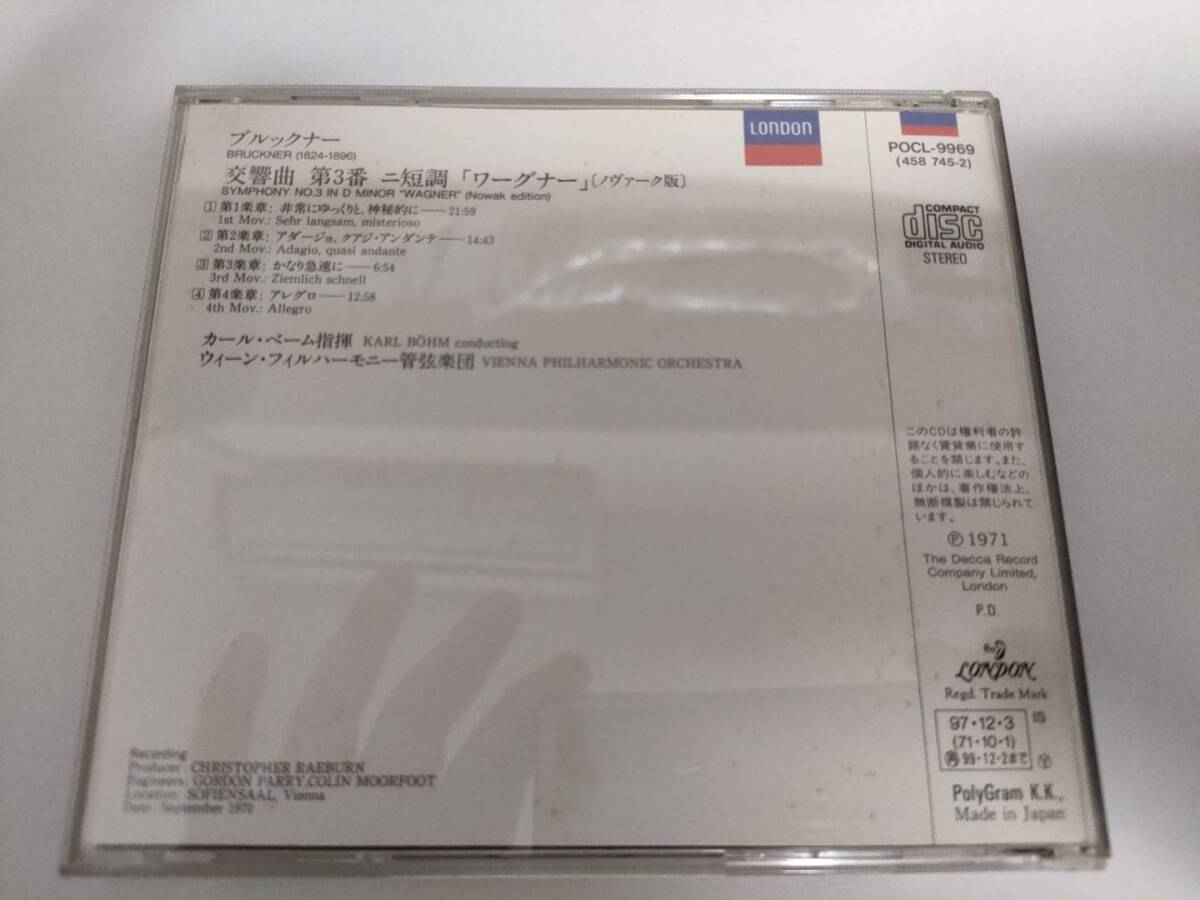 ブルックナー
BRUCKNER (1824-1896)
交響曲 第3番 ニ短調「ワーグナー」〔ノヴァーク版〕
SYMPHONY NO.3 IN D MINOR "WAGNER" (Nowak edition)
1 第1楽章: 非常にゆっくりと、神秘的に――21:59
1st Mov.: Sehr langsam, misterioso
2 第2楽章: アダージョ、クアジ・アンダンテ――14:43
2nd Mov.: Adagio, quasi andante
3 第3楽章: かなり急速に――6:54
3rd Mov.: Ziemlich schnell
4 第4楽章: アレグロ――12:58
4th Mov.: Allegro
カール・ベーム指揮 KARL BÖHM conducting
ウィーン・フィルハーモニー管弦楽団 VIENNA PHILHARMONIC ORCHESTRA
Recording
Producer: CHRISTOPHER RAEBURN
Engineers: GORDON PARRY, COLIN MOORFOOT
Location: SOFIENSAAL, Vienna
Date: September 1970
LONDON
POCL-9969
(458 745-2)
COMPACT
disc
DIGITAL AUDIO
STEREO
このCDは権利者の許
諾なく賃貸業に使用す
ることを禁じます。また、
個人的に楽しむなどの
ほかは、著作権法上、
無断複製は禁じられて
います。
Ⓟ1971
The Decca Record
Company Limited,
London
P.D.
LONDON
Regd. Trade Mark
97・12・3 IS
(71・10・1)
再99・12・2まで Y
PolyGram K.K.,
Made in Japan